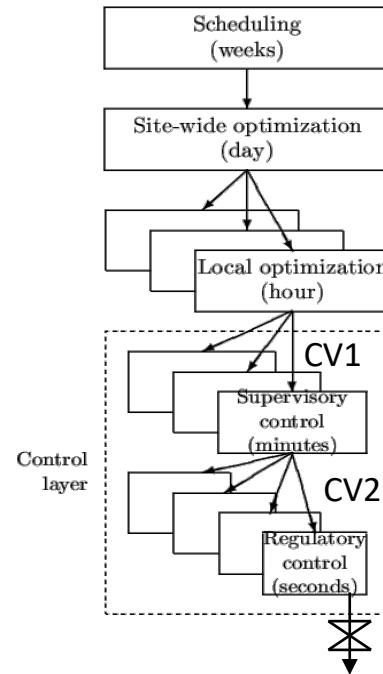 Scheduling
(weeks)
Site-wide optimization
(day)
Local optimization
(hour)
CV1
Supervisory
control
(minutes)
Control
layer
CV2
Regulatory
control
(seconds)